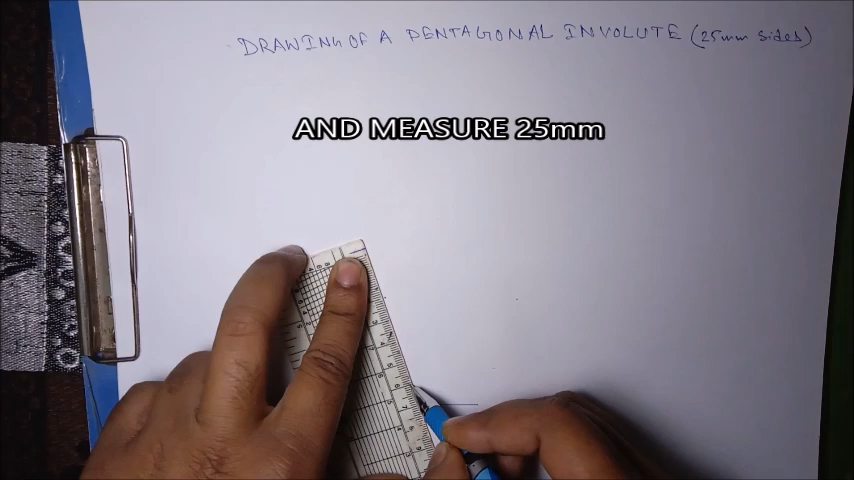 DRAWING OF A PENTAGONAL INVOLUTE (25mm sides)
AND MEASURE 25mm